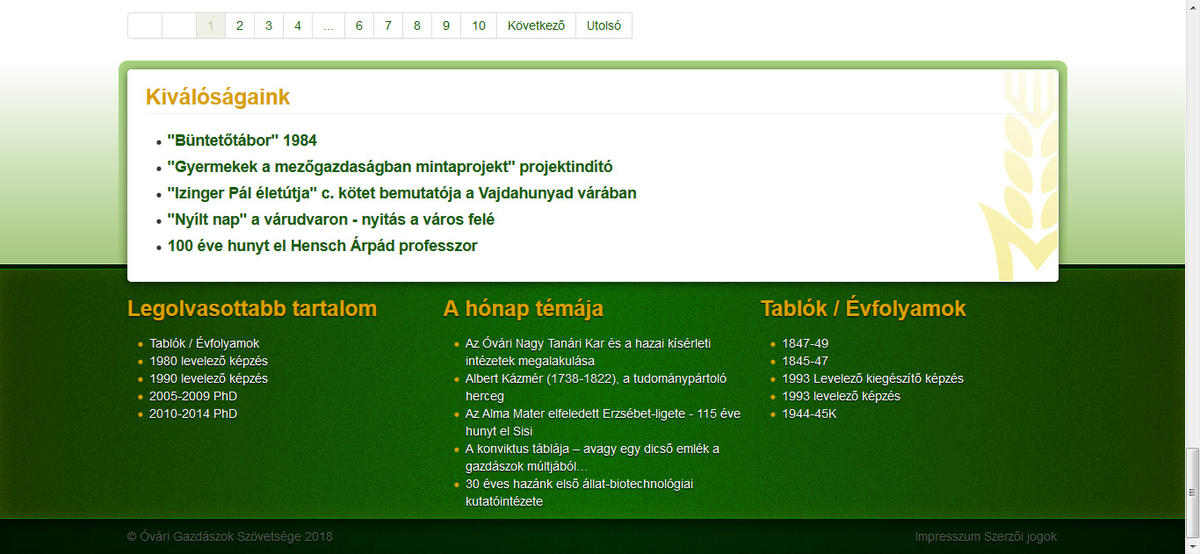 1 2 3 4 ... 6 7 8 9 10 Következő Utolsó
Kiválóságaink
"Büntetőtábor" 1984
"Gyermekek a mezőgazdaságban mintaprojekt" projektindító
"Izinger Pál életútja" c. kötet bemutatója a Vajdahunyad várában
"Nyílt nap" a várudvaron - nyitás a város felé
100 éve hunyt el Hensch Árpád professzor
Legolvasottabb tartalom
Tablók / Évfolyamok
1980 levelező képzés
1990 levelező képzés
2005-2009 PhD
2010-2014 PhD
A hónap témája
Az Óvári Nagy Tanári Kar és a hazai kísérleti
intézetek megalakulása
Albert Kázmér (1738-1822), a tudománypártoló
herceg
Az Alma Mater elfeledett Erzsébet-ligete - 115 éve
hunyt el Sisi
A konviktus táblája – avagy egy dicső emlék a
gazdászok múltjából...
30 éves hazánk első állat-biotechnológiai
kutatóintézete
Tablók / Évfolyamok
1847-49
1845-47
1993 Levelező kiegészítő képzés
1993 levelező képzés
1944-45K
© Óvári Gazdászok Szövetsége 2018
Impresszum Szerzői jogok